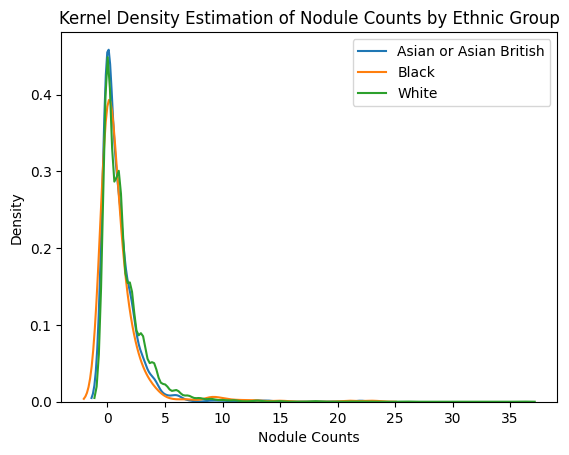 Kernel Density Estimation of Nodule Counts by Ethnic Group
Asian or Asian British
Black
White
Density
0.4
0.3
0.2
0.1
0.0
0 5 10 15 20 25 30 35
Nodule Counts